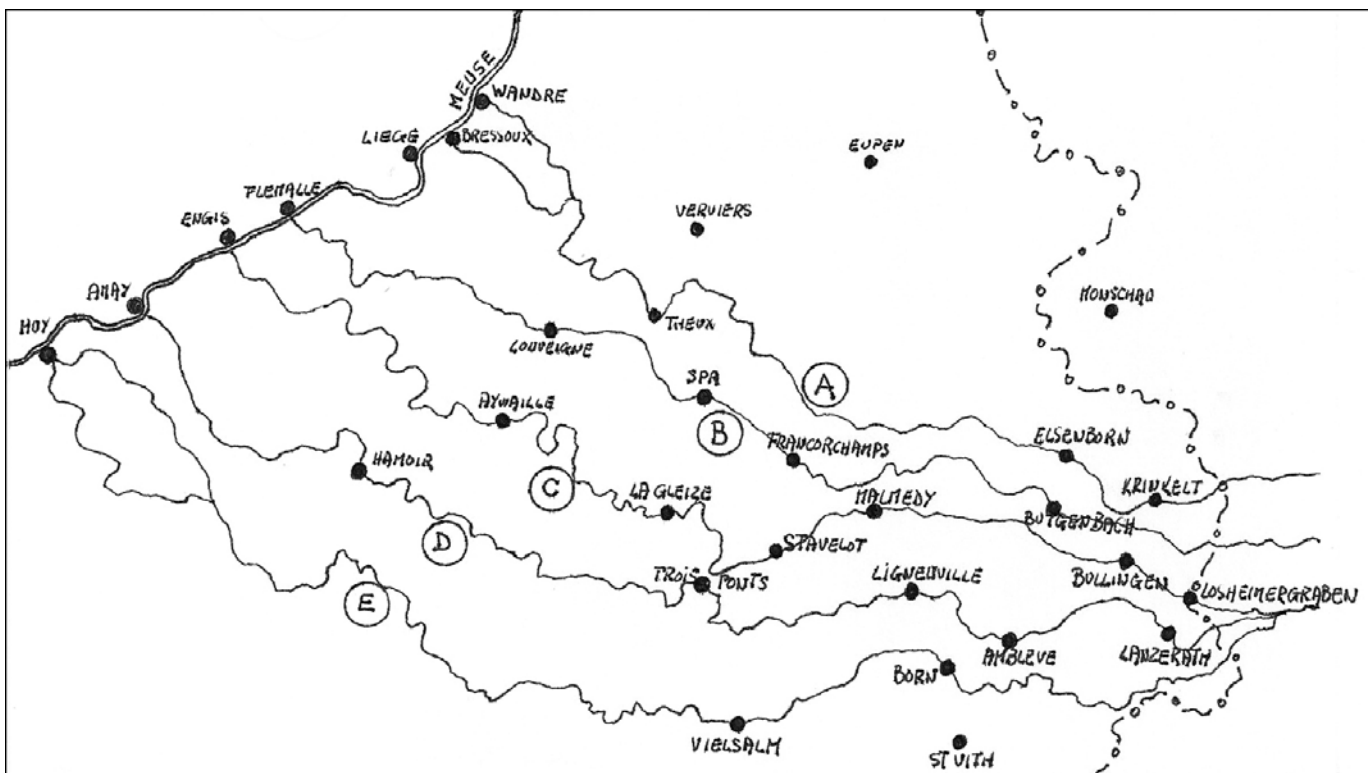 MEUSE
WANDRE
BRESSOUX
LIEGE
EUPEN
FLEMALLE
ENGIS
VERVIERS
AMAY
MONSCHAU
HUY
THEUX
LOUVEIGNE
A
SPA
AYWAILLE
B
ELSENBORN
FRANCORCHAMPS
HAMOIR
C
LA GLEIZE
KRINKELT
MALMEDY
BUTGENBACH
D
STAVELOT
TROIS PONTS
LIGNEUVILLE
BULLINGEN
LOSHEIMERGRABEN
E
AMBLEVE
LANZERATH
BORN
VIELSALM
ST VITH